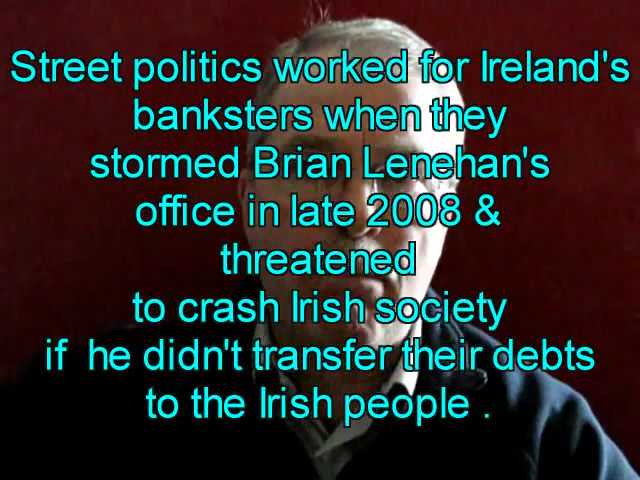 Street politics worked for Ireland's
banksters when they
stormed Brian Lenehan's
office in late 2008 &
threatened
to crash Irish society
if  he didn't transfer their debts
to the Irish people .